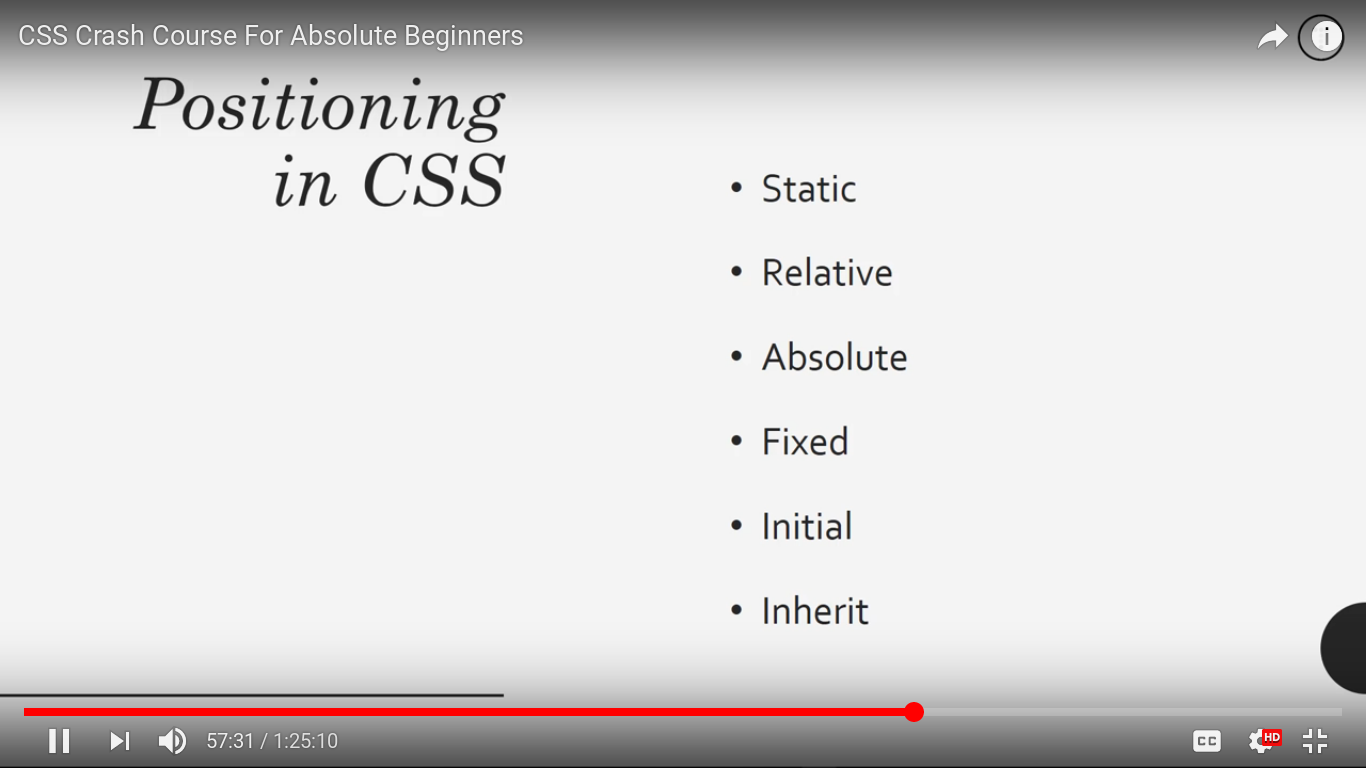 CSS Crash Course For Absolute Beginners
Positioning
in CSS
• Static
• Relative
• Absolute
• Fixed
• Initial
• Inherit
57:31 / 1:25:10
CC
HD